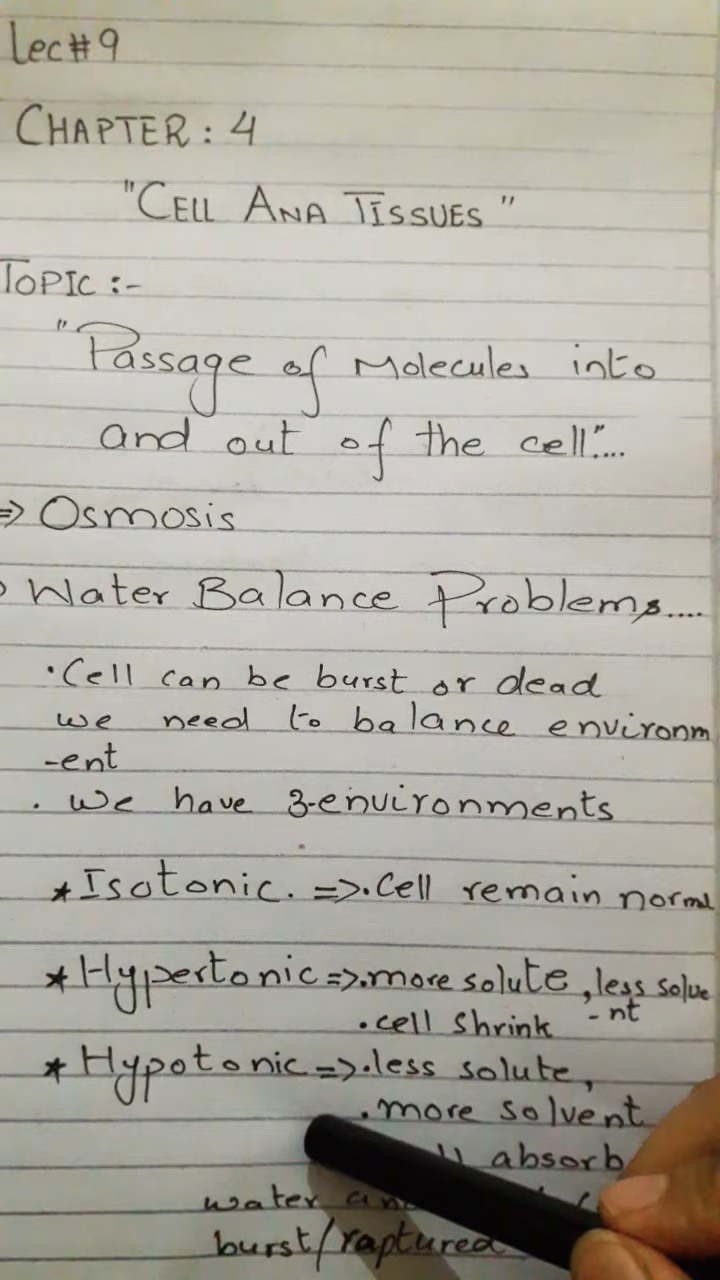 Lec#9
CHAPTER: 4
"CELL ANA TISSUES"
TOPIC :-
"Passage of Molecules into
and out of the cell"....
=> Osmosis
Water Balance Problems....
• Cell can be burst or dead
we need to balance environm
-ent
. We have 3-environments
* Isotonic. =>. Cell remain normal
* Hypertonic =>. more solute, less solve
-nt
. cell shrink
* Hypotonic =>. less solute,
. more solvent
absorb
water
burst/raptured